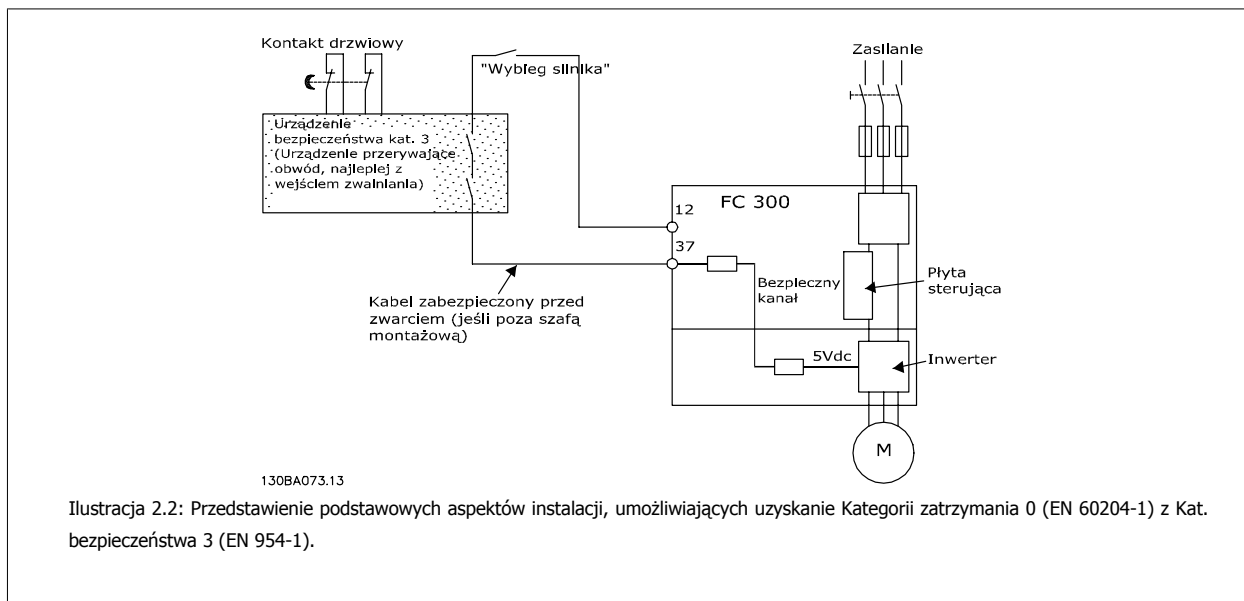 Kontakt drzwiowy
"Wybieg silnika"
Zasilanie
Urządzenie
bezpieczeństwa kat. 3
(Urządzenie przerywające
obwód, najlepiej z
wejściem zwalniania)
12
FC 300
37
Bezpieczny
kanał
Płyta
sterująca
Kabel zabezpieczony przed
zwarciem (jeśli poza szafą
montażową)
5Vdc
Inwerter
M
130BA073.13
Ilustracja 2.2: Przedstawienie podstawowych aspektów instalacji, umożliwiających uzyskanie Kategorii zatrzymania 0 (EN 60204-1) z Kat.
bezpieczeństwa 3 (EN 954-1).